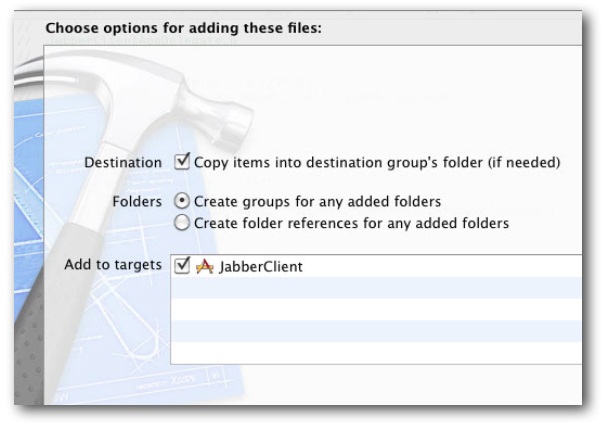 Choose options for adding these files:
Destination Copy items into destination group's folder (if needed)
Folders Create groups for any added folders
Create folder references for any added folders
Add to targets JabberClient